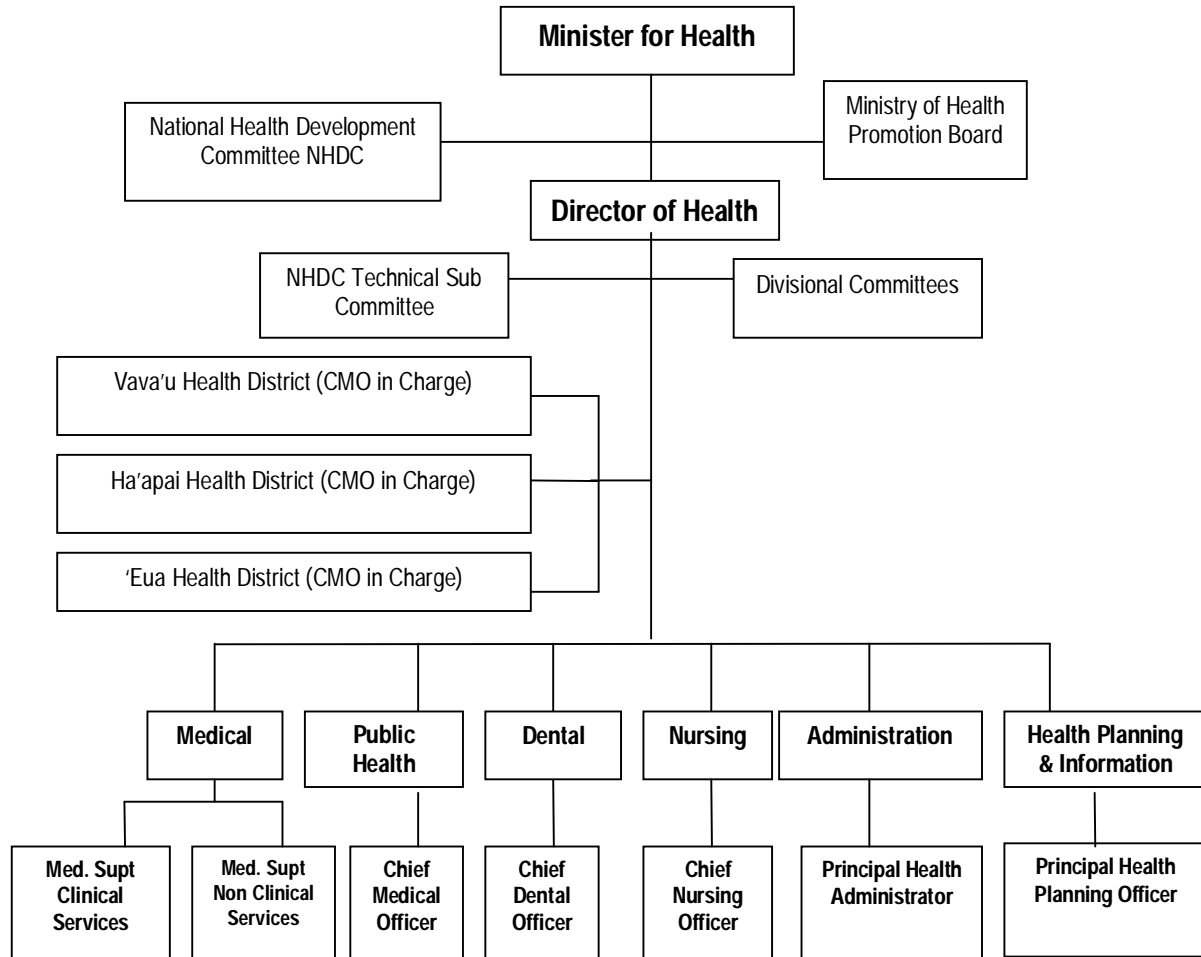 Minister for Health
National Health Development
Committee NHDC
Ministry of Health
Promotion Board
Director of Health
NHDC Technical Sub
Committee
Divisional Committees
Vava’u Health District (CMO in Charge)
Ha’apai Health District (CMO in Charge)
‘Eua Health District (CMO in Charge)
Medical
Public
Health
Dental
Nursing
Administration
Health Planning
& Information
Med. Supt
Clinical
Services
Med. Supt
Non Clinical
Services
Chief
Medical
Officer
Chief
Dental
Officer
Chief
Nursing
Officer
Principal Health
Administrator
Principal Health
Planning Officer